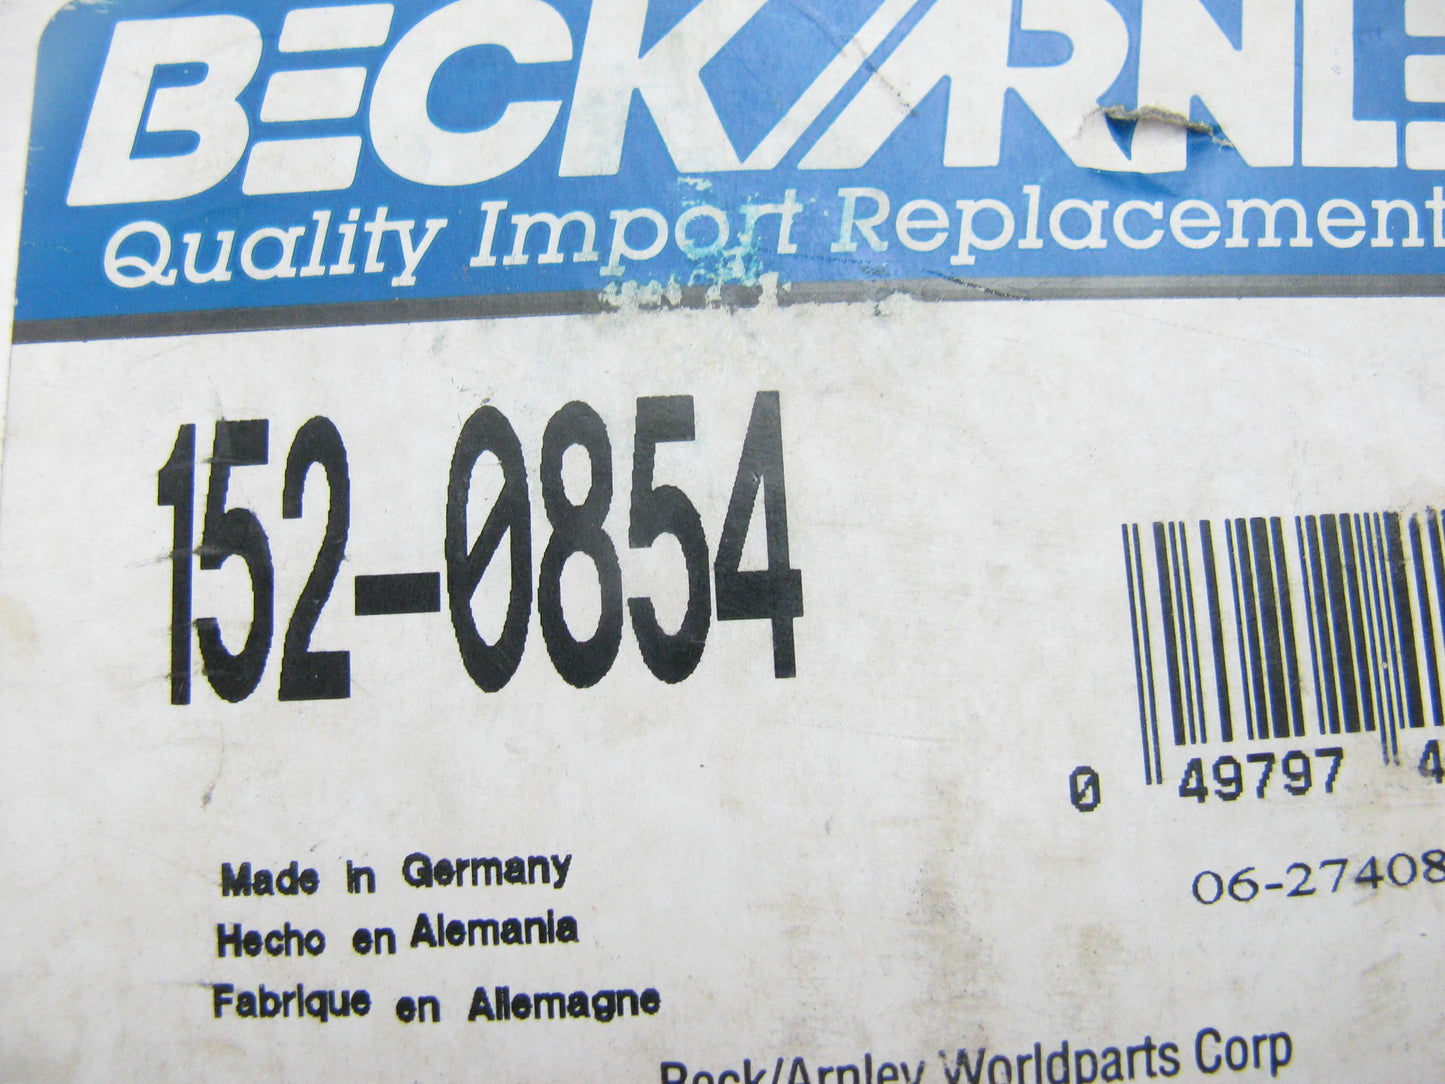 BECK/ARNLE
Quality Import Replacement
152-0854
0 49797 4
06-27408
Made in Germany
Hecho en Alemania
Fabrique en Allemagne
Beck/Arnley Worldparts Corp